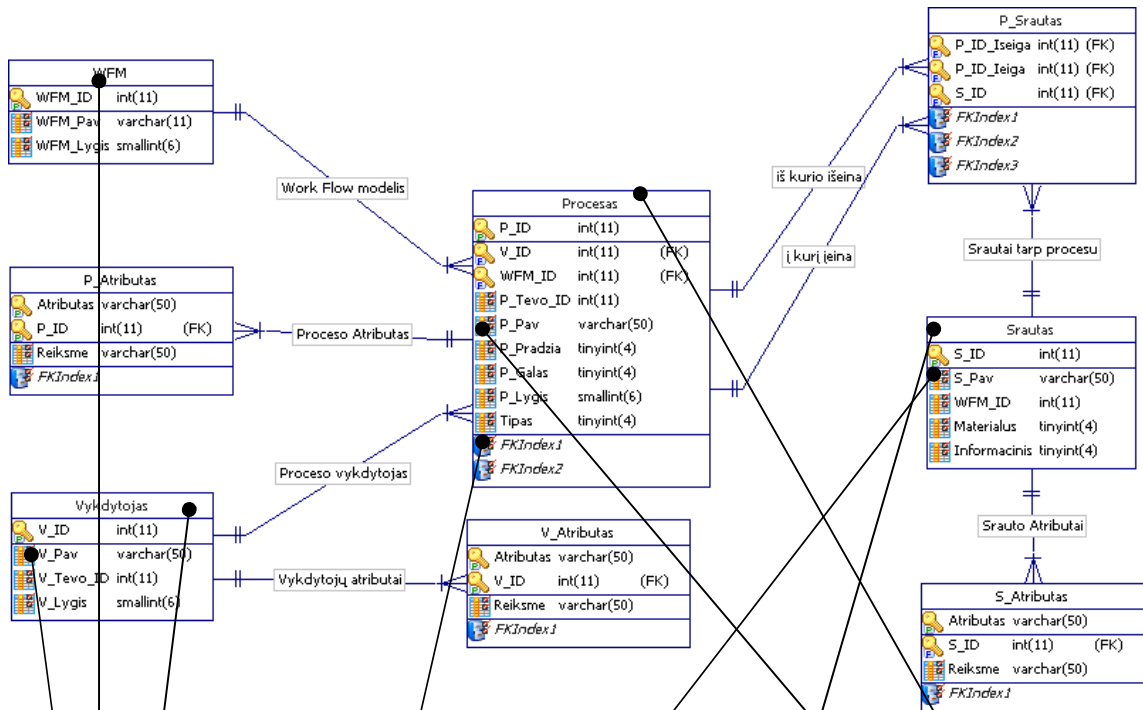 WFM
WFM_ID int(11)
WFM_Pav varchar(11)
WFM_Lygis smallint(6)
Work Flow modelis
P_Atributas
Atributas varchar(50)
P_ID int(11) (FK)
Reiksme varchar(50)
FKIndex1
Proceso Atributas
Vykdytojas
V_ID int(11)
V_Pav varchar(50)
V_Tevo_ID int(11)
V_Lygis smallint(6)
Proceso vykdytojas
Vykdytojų atributai
Procesas
P_ID int(11)
V_ID int(11) (FK)
WFM_ID int(11) (FK)
P_Tevo_ID int(11)
P_Pav varchar(50)
P_Pradzia tinyint(4)
P_Galas tinyint(4)
P_Lygis smallint(6)
Tipas tinyint(4)
FKIndex1
FKIndex2
V_Atributas
Atributas varchar(50)
V_ID int(11) (FK)
Reiksme varchar(50)
FKIndex1
iš kurio išeina
į kurį įeina
P_Srautas
P_ID_Iseiga int(11) (FK)
P_ID_Ieiga int(11) (FK)
S_ID int(11) (FK)
FKIndex1
FKIndex2
FKIndex3
Srautai tarp procesu
Srautas
S_ID int(11)
S_Pav varchar(50)
WFM_ID int(11)
Materialus tinyint(4)
Informacinis tinyint(4)
Srauto Atributai
S_Atributas
Atributas varchar(50)
S_ID int(11) (FK)
Reiksme varchar(50)
FKIndex1